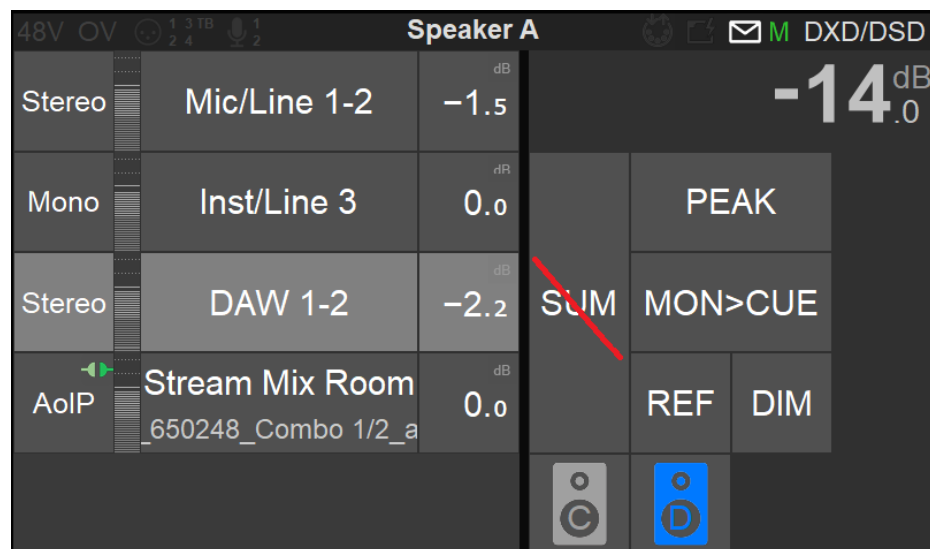 48V OV 1 3 TB 1 Speaker A M DXD/DSD
2 4 2
Stereo Mic/Line 1-2 dB −1.5
-14.0 dB
Mono Inst/Line 3 dB 0.0
PEAK
Stereo DAW 1-2 dB −2.2
SUM MON>CUE
AoIP Stream Mix Room dB 0.0
_650248_Combo 1/2_a
REF DIM
C D